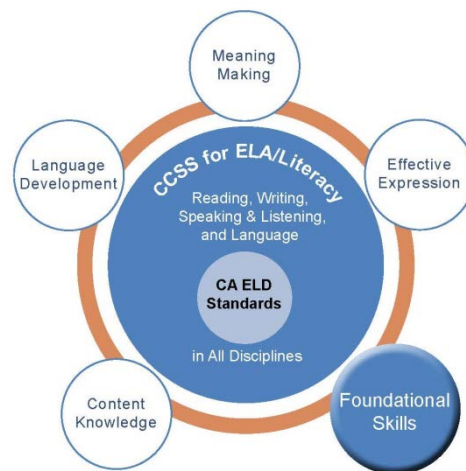 Meaning
Making
Language
Development
Effective
Expression
CCSS for ELA/Literacy
Reading, Writing,
Speaking & Listening,
and Language
CA ELD
Standards
in All Disciplines
Content
Knowledge
Foundational
Skills